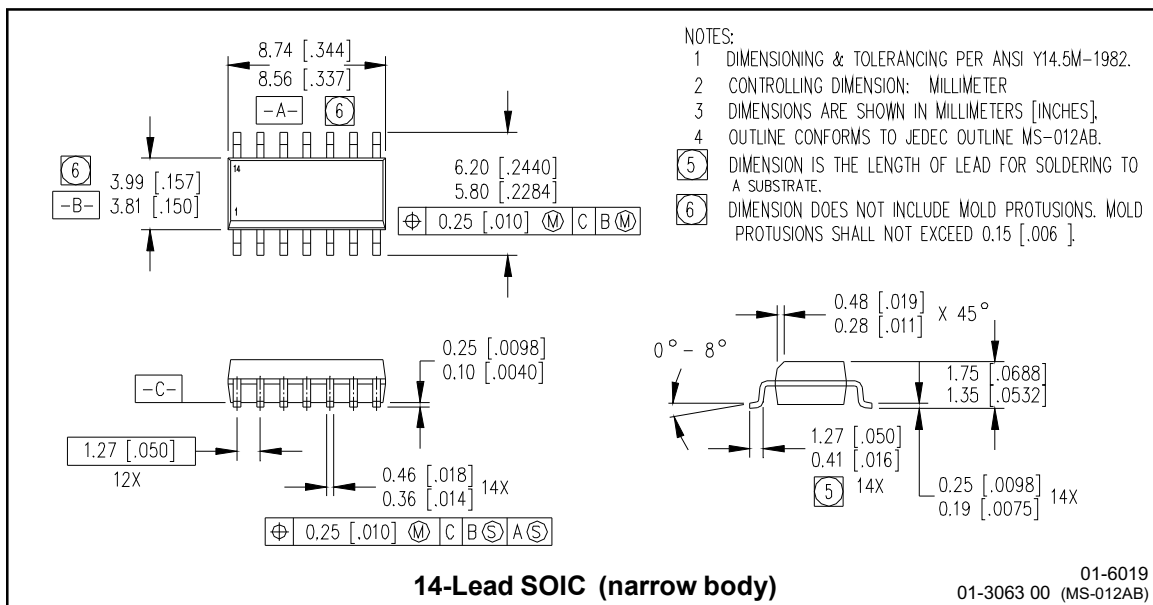 8.74 [.344]
8.56 [.337]
-A- 6
6
3.99 [.157]
-B- 3.81 [.150]
14
1
6.20 [.2440]
5.80 [.2284]
⌖ 0.25 [.010] Ⓜ C B Ⓜ
NOTES:
1 DIMENSIONING & TOLERANCING PER ANSI Y14.5M-1982.
2 CONTROLLING DIMENSION: MILLIMETER
3 DIMENSIONS ARE SHOWN IN MILLIMETERS [INCHES].
4 OUTLINE CONFORMS TO JEDEC OUTLINE MS-012AB.
5 DIMENSION IS THE LENGTH OF LEAD FOR SOLDERING TO
A SUBSTRATE.
6 DIMENSION DOES NOT INCLUDE MOLD PROTUSIONS. MOLD
PROTUSIONS SHALL NOT EXCEED 0.15 [.006 ].
-C-
0.25 [.0098]
0.10 [.0040]
1.27 [.050]
12X
0.46 [.018]
0.36 [.014] 14X
⌖ 0.25 [.010] Ⓜ C B Ⓢ A Ⓢ
0.48 [.019]
0.28 [.011] X 45°
0°-8°
1.75 [.0688]
1.35 [.0532]
1.27 [.050]
0.41 [.016]
5 14X
0.25 [.0098]
0.19 [.0075] 14X
14-Lead SOIC (narrow body)
01-6019
01-3063 00 (MS-012AB)